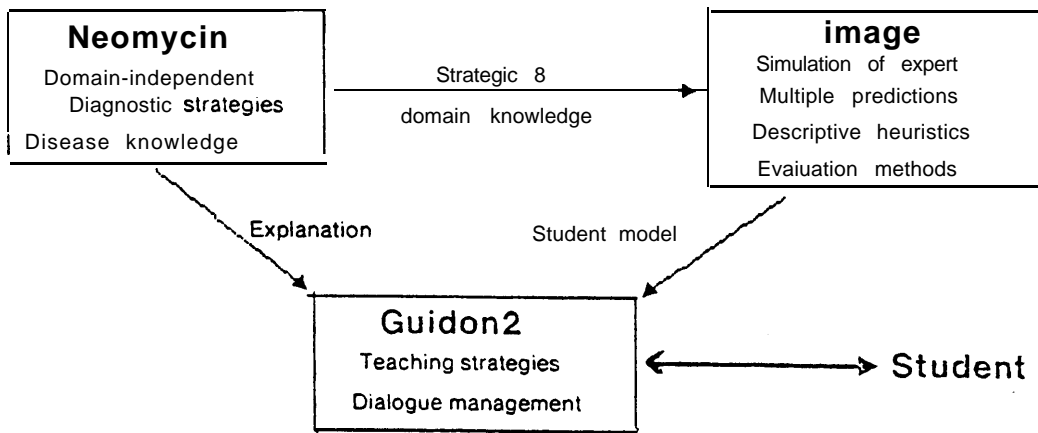 Neomycin
Domain-independent
Diagnostic strategies
Disease knowledge
Strategic 8
domain knowledge
image
Simulation of expert
Multiple predictions
Descriptive heuristics
Evaiuation methods
Explanation
Student model
Guidon2
Teaching strategies
Dialogue management
Student